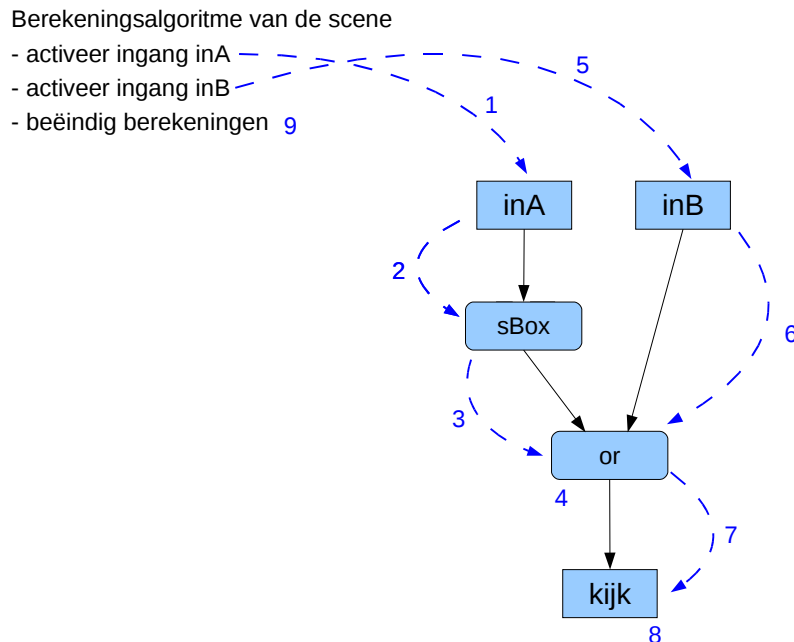 Berekeningsalgoritme van de scene
- activeer ingang inA
- activeer ingang inB
- beëindig berekeningen 9
5
1
inA
inB
2
sBox
6
3
or
4
7
kijk
8